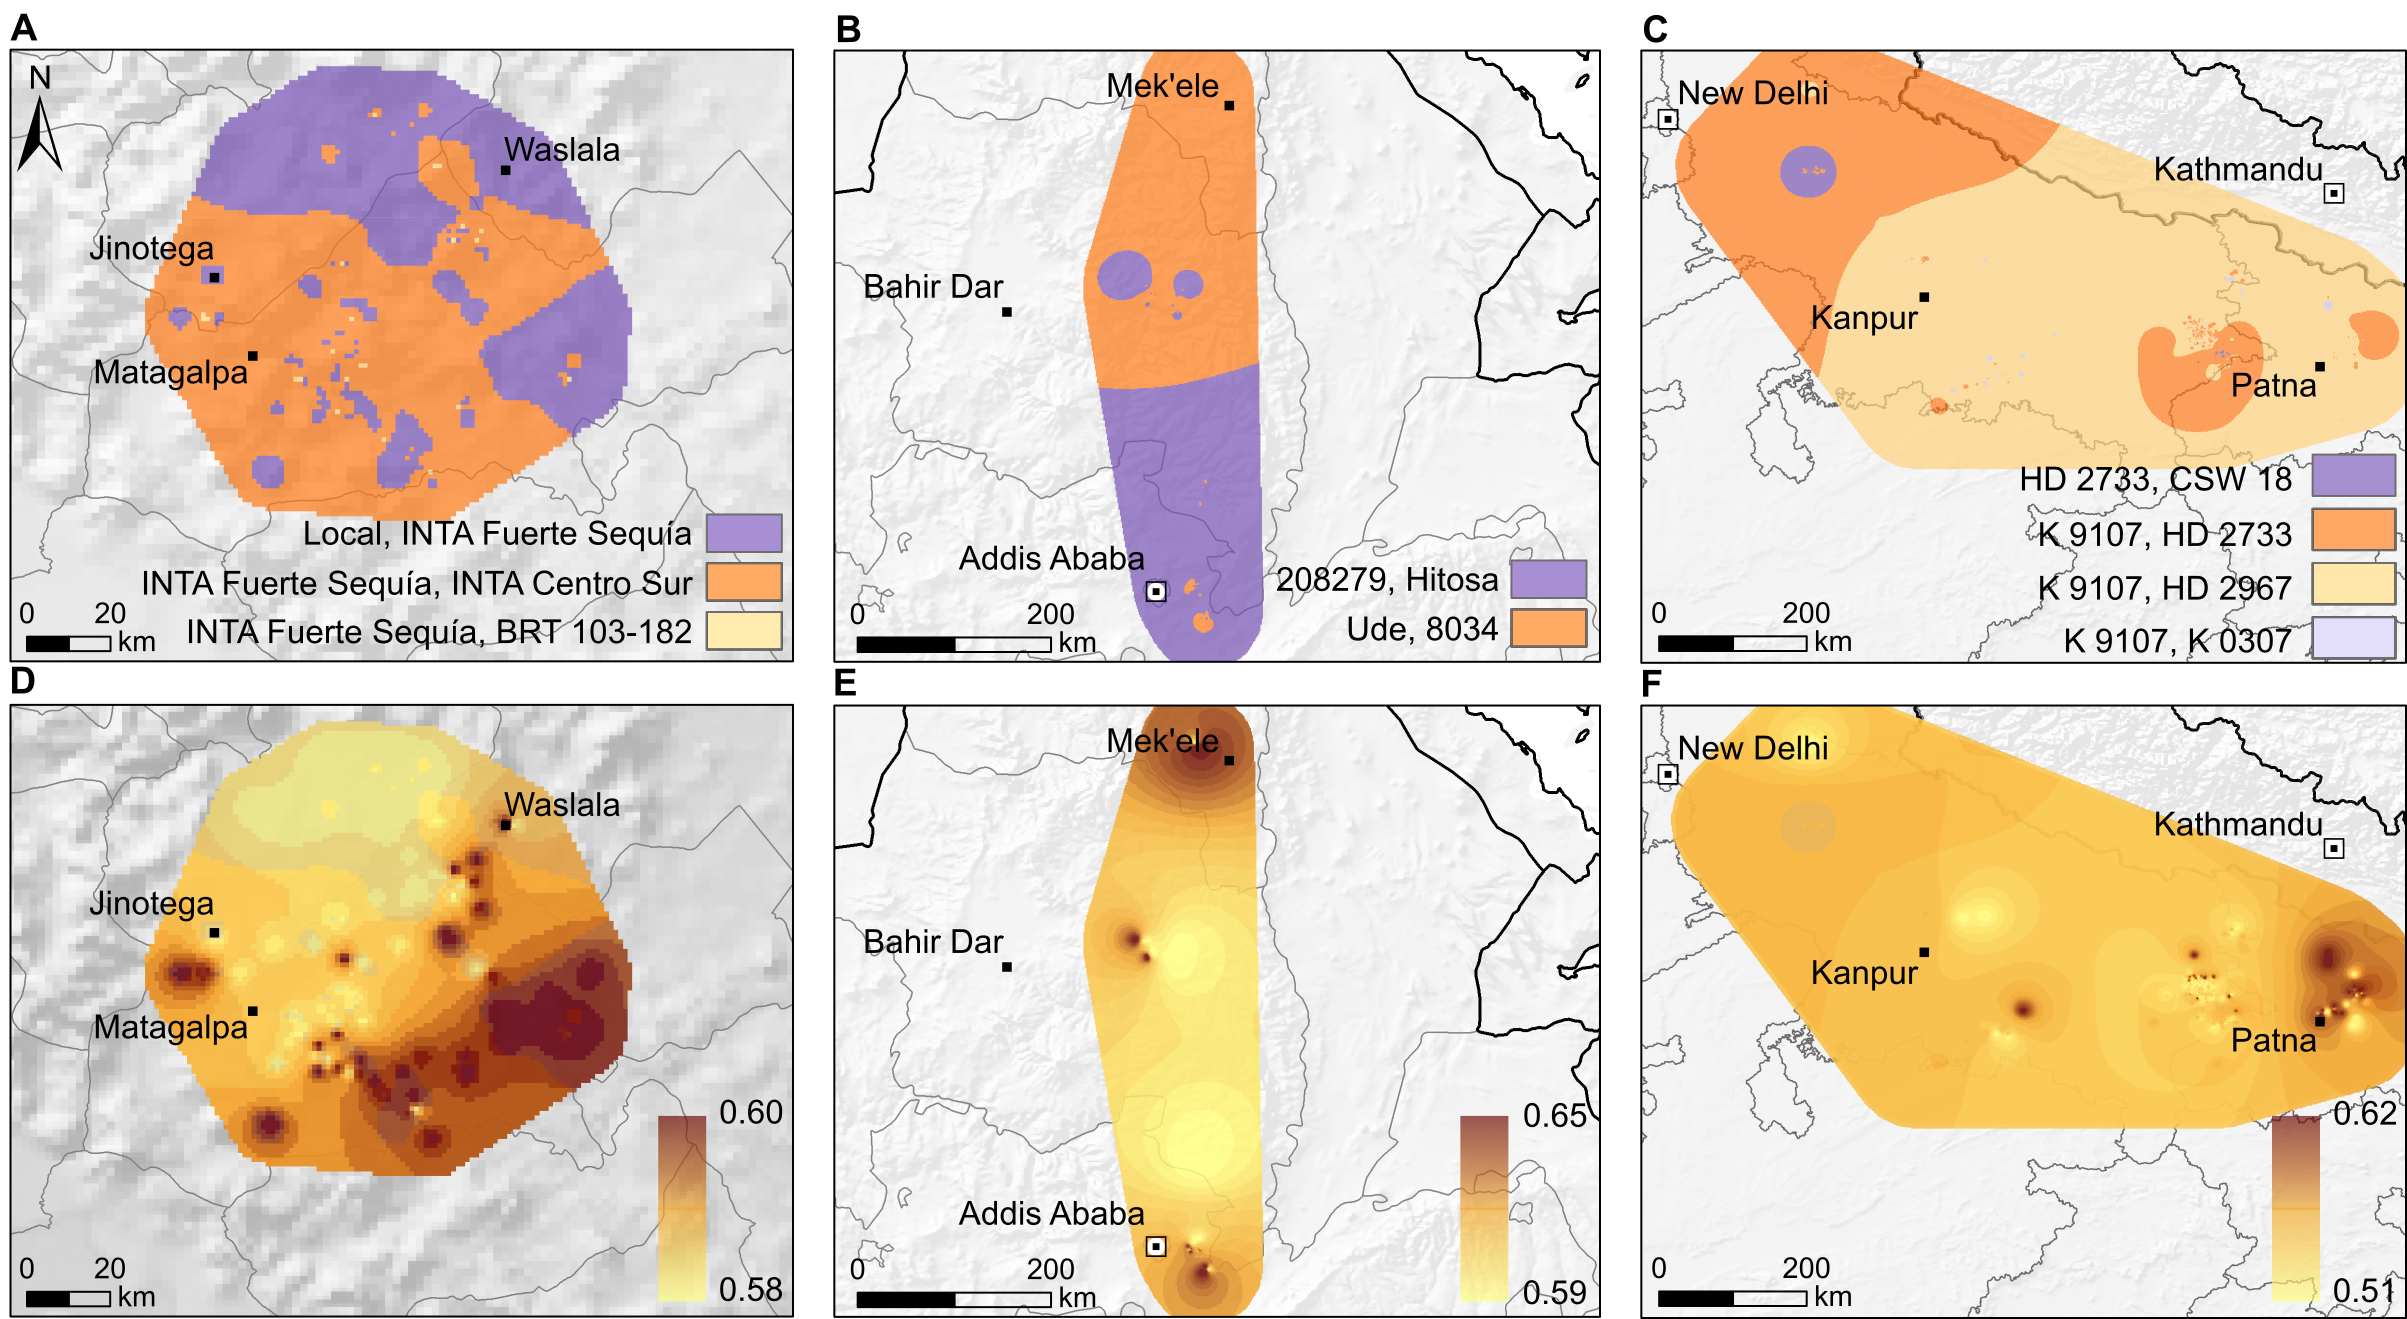 A
N
Waslala
Jinotega
Matagalpa
Local, INTA Fuerte Sequía
INTA Fuerte Sequía, INTA Centro Sur
INTA Fuerte Sequía, BRT 103-182
0 20
km
B
Mek'ele
Bahir Dar
Addis Ababa
208279, Hitosa
Ude, 8034
0 200
km
C
New Delhi
Kathmandu
Kanpur
Patna
HD 2733, CSW 18
K 9107, HD 2733
K 9107, HD 2967
K 9107, K 0307
0 200
km
D
Waslala
Jinotega
Matagalpa
0.60
0.58
0 20
km
E
Mek'ele
Bahir Dar
Addis Ababa
0.65
0.59
0 200
km
F
New Delhi
Kathmandu
Kanpur
Patna
0.62
0.51
0 200
km